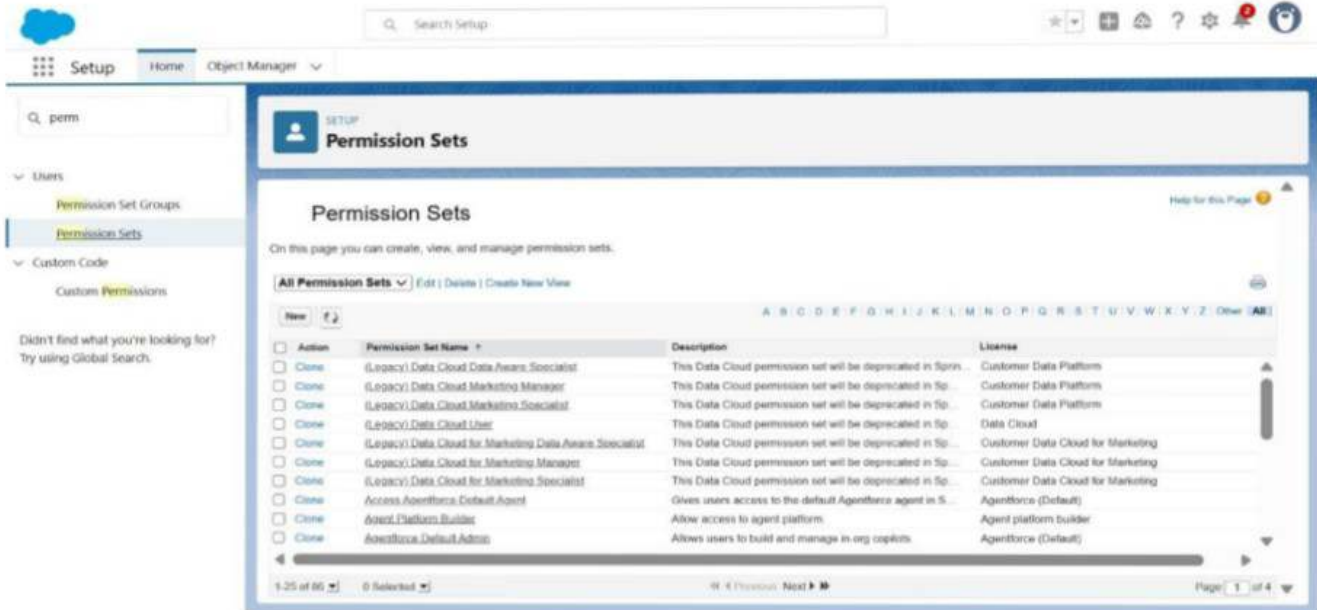 Search Setup
2
Setup
Home
Object Manager
perm
Users
Permission Set Groups
Permission Sets
Custom Code
Custom Permissions
Didn't find what you're looking for?
Try using Global Search.
SETUP
Permission Sets
Permission Sets
Help for this Page
On this page you can create, view, and manage permission sets.
All Permission Sets Edit | Delete | Create New View
New A | B | C | D | E | F | G | H | I | J | K | L | M | N | O | P | Q | R | S | T | U | V | W | X | Y | Z | Other | All
Action Permission Set Name ↑ Description License
Clone (Legacy) Data Cloud Data Aware Specialist This Data Cloud permission set will be deprecated in Sprin... Customer Data Platform
Clone (Legacy) Data Cloud Marketing Manager This Data Cloud permission set will be deprecated in Sp... Customer Data Platform
Clone (Legacy) Data Cloud Marketing Specialist This Data Cloud permission set will be deprecated in Sp... Customer Data Platform
Clone (Legacy) Data Cloud User This Data Cloud permission set will be deprecated in Sp... Data Cloud
Clone (Legacy) Data Cloud for Marketing Data Aware Specialist This Data Cloud permission set will be deprecated in Sp... Customer Data Cloud for Marketing
Clone (Legacy) Data Cloud for Marketing Manager This Data Cloud permission set will be deprecated in Sp... Customer Data Cloud for Marketing
Clone (Legacy) Data Cloud for Marketing Specialist This Data Cloud permission set will be deprecated in Sp... Customer Data Cloud for Marketing
Clone Access Agentforce Default Agent Gives users access to the default Agentforce agent in S... Agentforce (Default)
Clone Agent Platform Builder Allow access to agent platform. Agent platform builder
Clone Agentforce Default Admin Allows users to build and manage in-org copilots. Agentforce (Default)
1-25 of 86 0 Selected Previous Next Page 1 of 4